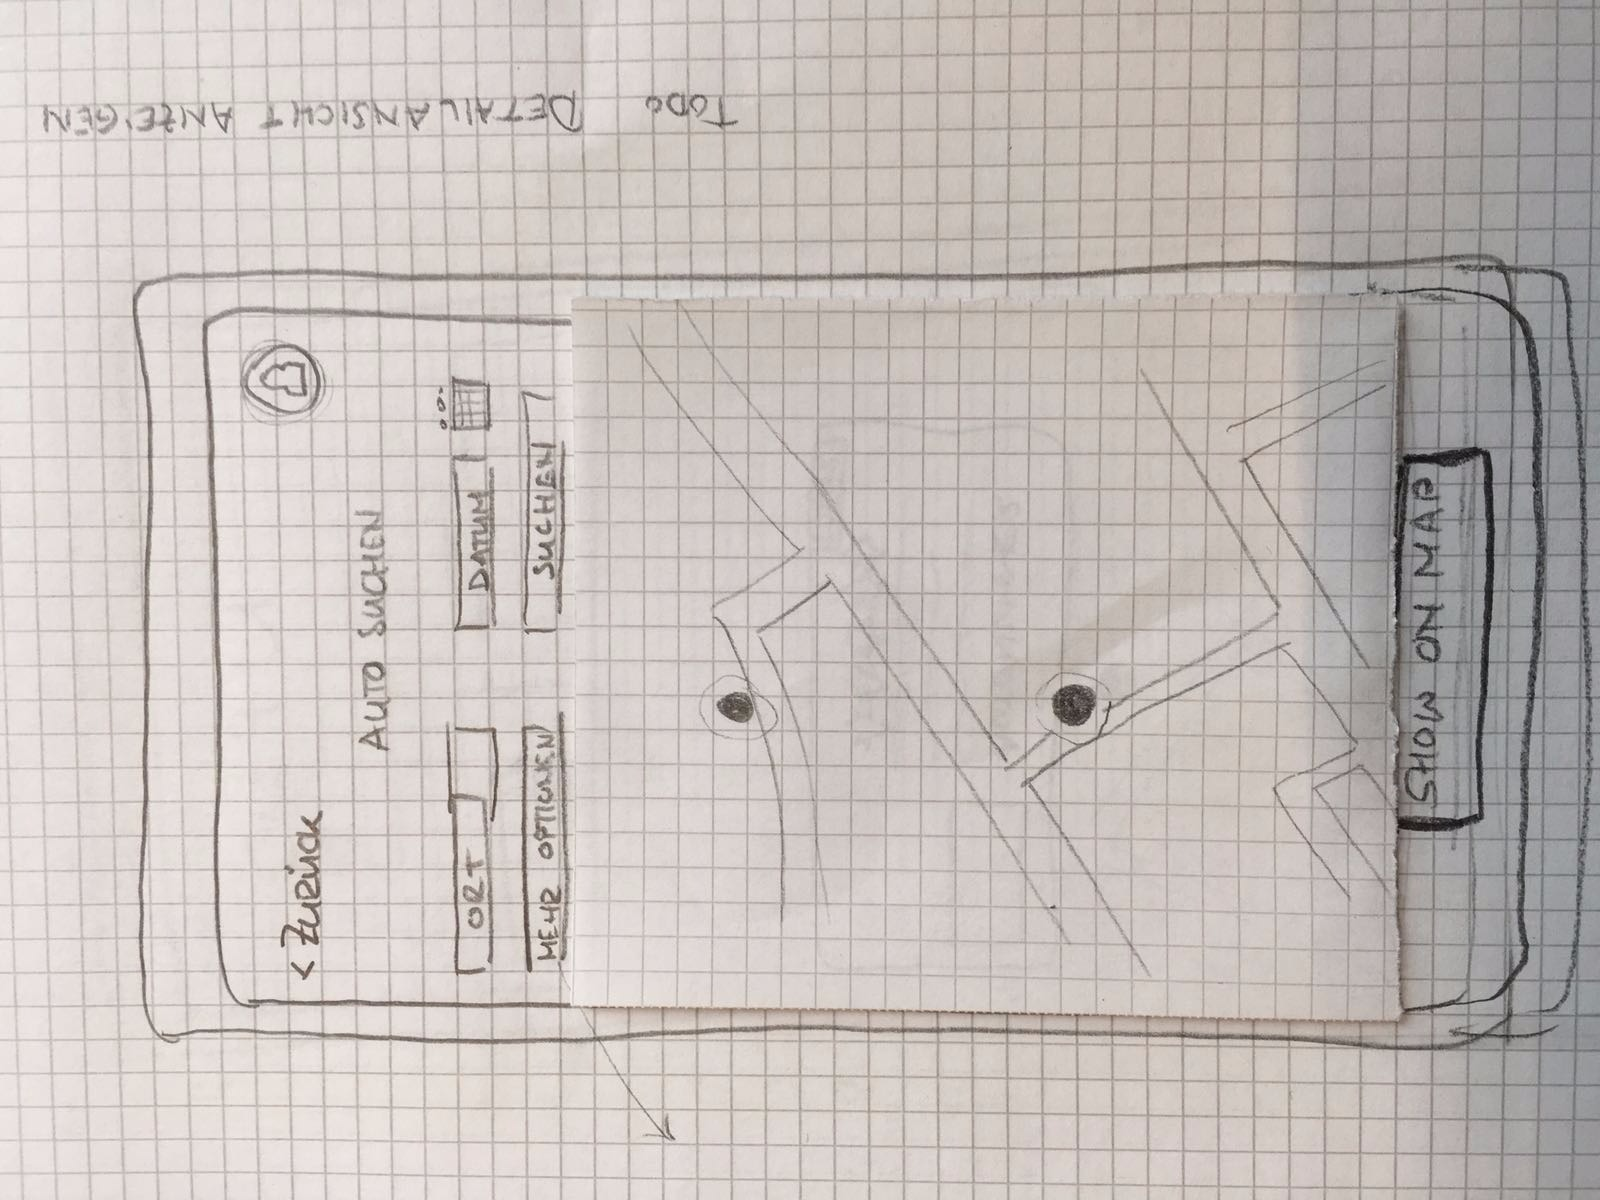 ToDo DETAILANSICHT ANZEIGEN
< ZURÜCK
AUTO SUCHEN
ORT DATUM
MEHR OPTIONEN SUCHEN
SHOW ON MAP